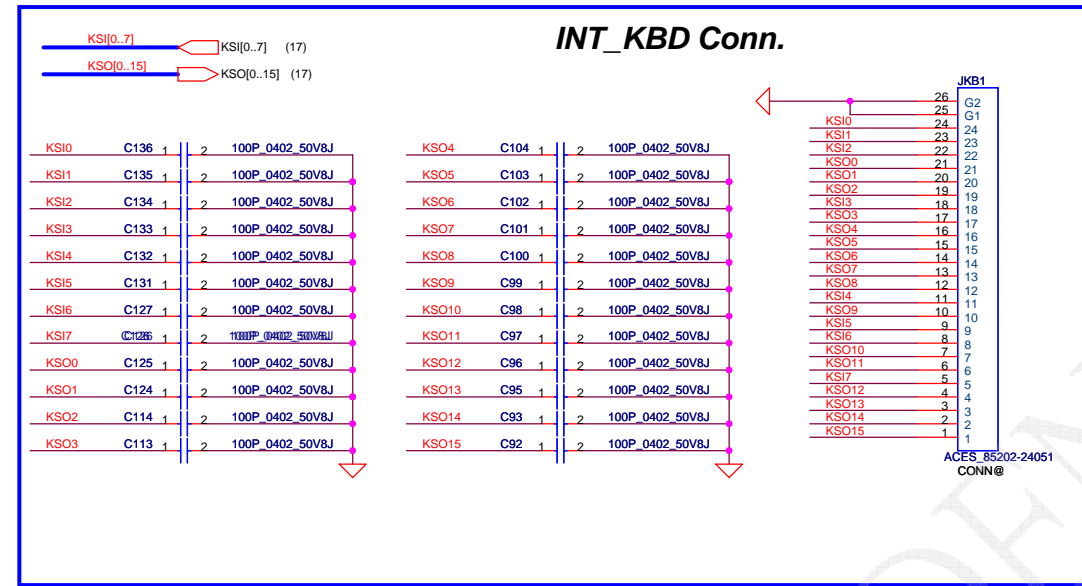 INT_KBD Conn.
KSI[0..7] KSI[0..7] (17)
KSO[0..15] KSO[0..15] (17)
KSI0 C136 1 2 100P_0402_50V8J
KSI1 C135 1 2 100P_0402_50V8J
KSI2 C134 1 2 100P_0402_50V8J
KSI3 C133 1 2 100P_0402_50V8J
KSI4 C132 1 2 100P_0402_50V8J
KSI5 C131 1 2 100P_0402_50V8J
KSI6 C127 1 2 100P_0402_50V8J
KSI7 1 2 100P_0402_50V8J
KSO0 C125 1 2 100P_0402_50V8J
KSO1 C124 1 2 100P_0402_50V8J
KSO2 C114 1 2 100P_0402_50V8J
KSO3 C113 1 2 100P_0402_50V8J
KSO4 C104 1 2 100P_0402_50V8J
KSO5 C103 1 2 100P_0402_50V8J
KSO6 C102 1 2 100P_0402_50V8J
KSO7 C101 1 2 100P_0402_50V8J
KSO8 C100 1 2 100P_0402_50V8J
KSO9 C99 1 2 100P_0402_50V8J
KSO10 C98 1 2 100P_0402_50V8J
KSO11 C97 1 2 100P_0402_50V8J
KSO12 C96 1 2 100P_0402_50V8J
KSO13 C95 1 2 100P_0402_50V8J
KSO14 C93 1 2 100P_0402_50V8J
KSO15 C92 1 2 100P_0402_50V8J
JKB1
26 G2
25 G1
KSI0 24 24
KSI1 23 23
KSI2 22 22
KSO0 21 21
KSO1 20 20
KSO2 19 19
KSI3 18 18
KSO3 17 17
KSO4 16 16
KSO5 15 15
KSO6 14 14
KSO7 13 13
KSO8 12 12
KSI4 11 11
KSO9 10 10
KSI5 9 9
KSI6 8 8
KSO10 7 7
KSO11 6 6
KSI7 5 5
KSO12 4 4
KSO13 3 3
KSO14 2 2
KSO15 1 1
ACES_85202-24051
CONN@